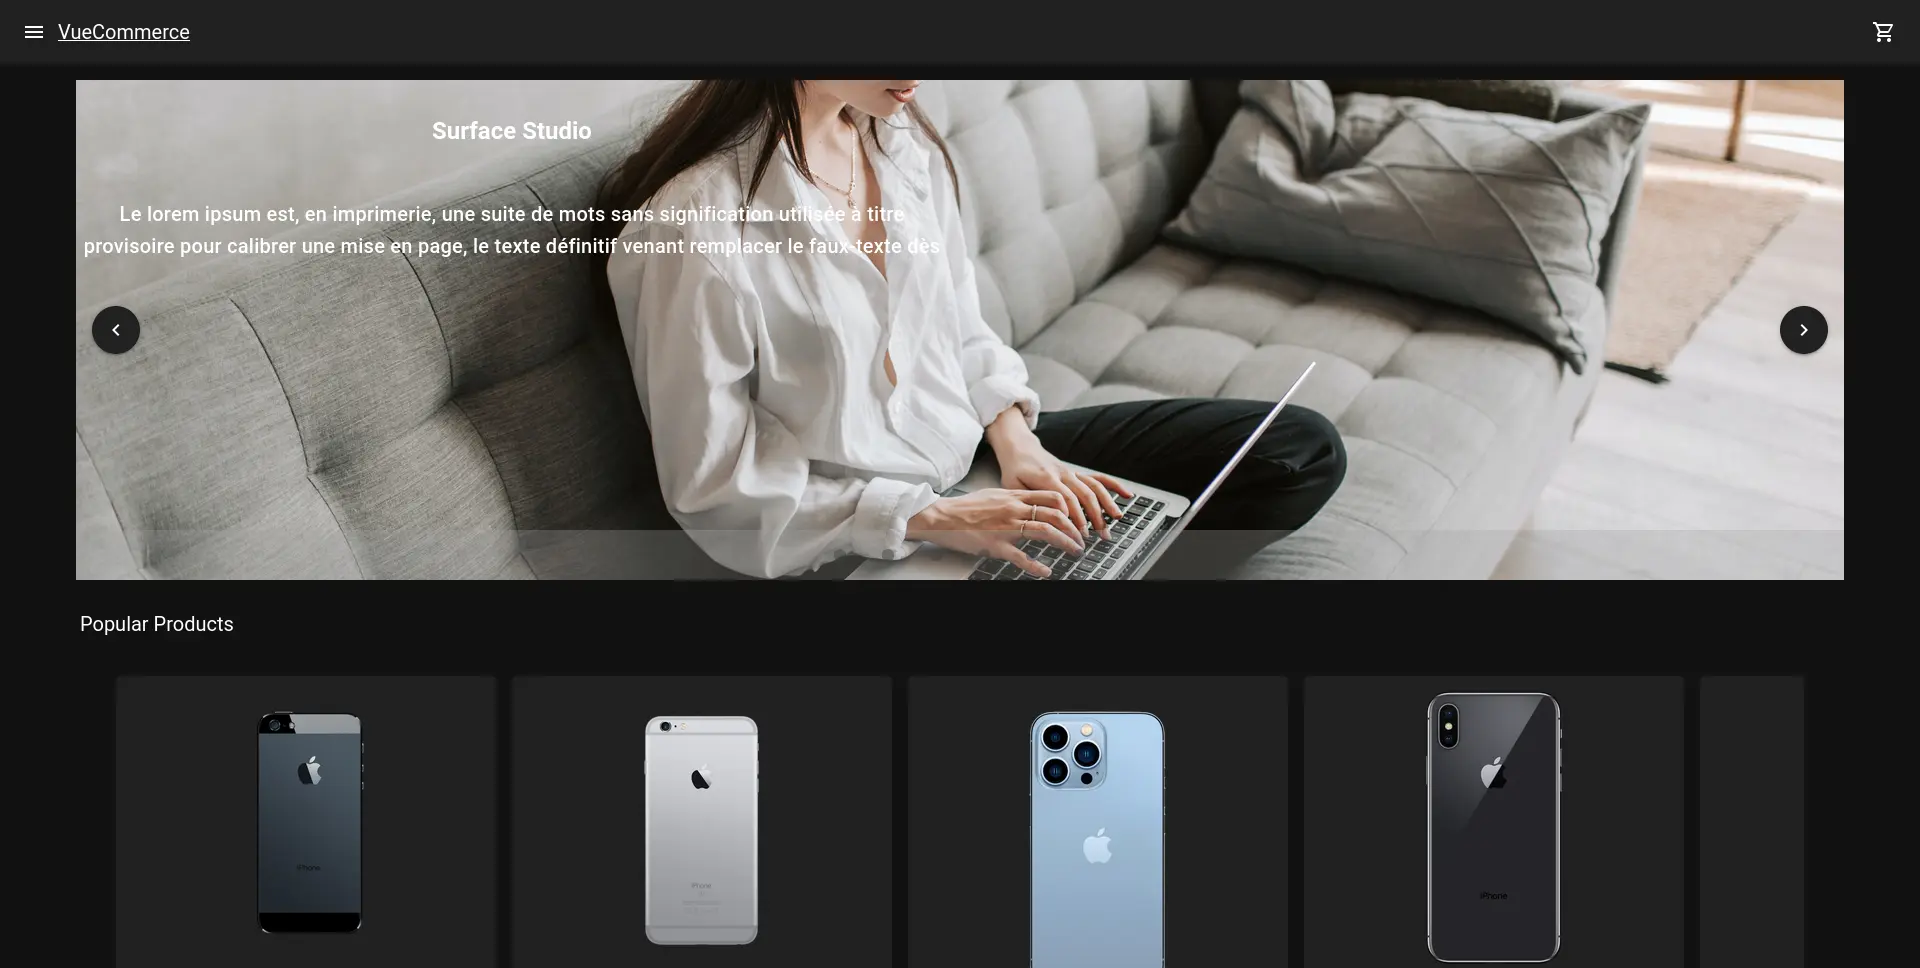 VueCommerce
Surface Studio
Le lorem ipsum est, en imprimerie, une suite de mots sans signification utilisée à titre
provisoire pour calibrer une mise en page, le texte définitif venant remplacer le faux-texte dès
Popular Products
iPhone
iPhone
iPhone